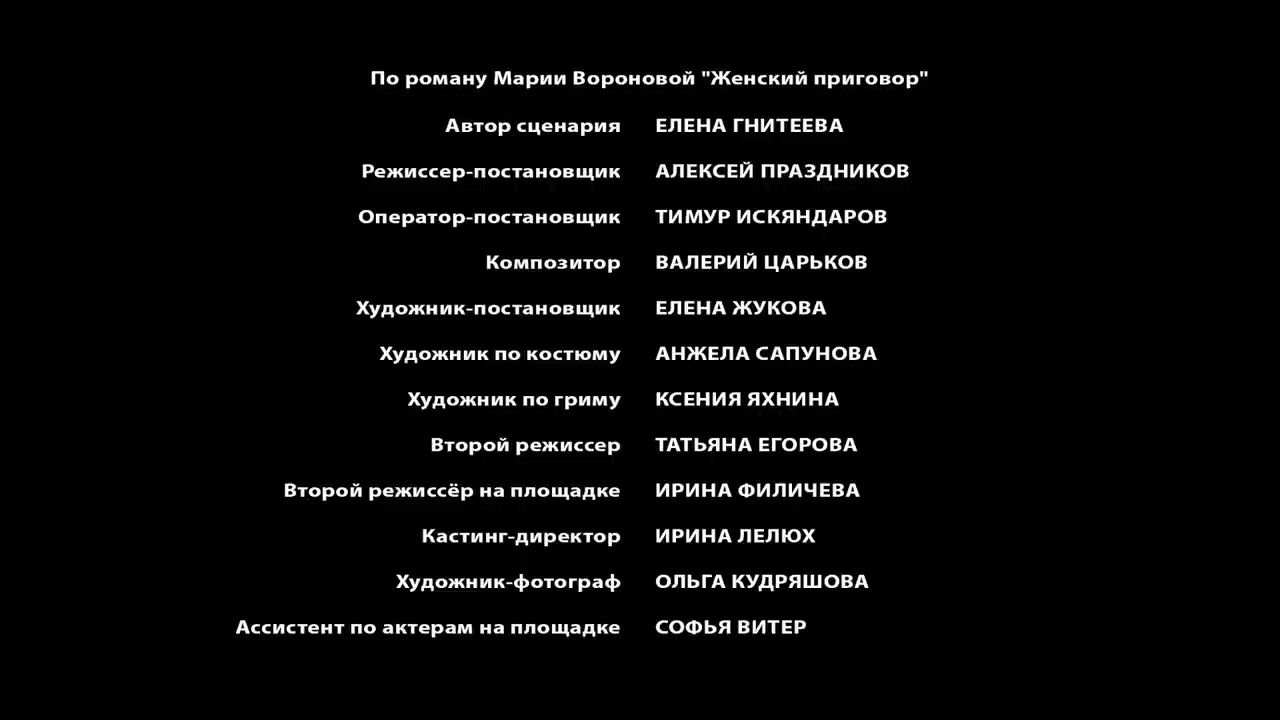 По роману Марии Вороновой "Женский приговор"
Автор сценария ЕЛЕНА ГНИТЕЕВА
Режиссер-постановщик АЛЕКСЕЙ ПРАЗДНИКОВ
Оператор-постановщик ТИМУР ИСКЯНДАРОВ
Композитор ВАЛЕРИЙ ЦАРЬКОВ
Художник-постановщик ЕЛЕНА ЖУКОВА
Художник по костюму АНЖЕЛА САПУНОВА
Художник по гриму КСЕНИЯ ЯХНИНА
Второй режиссер ТАТЬЯНА ЕГОРОВА
Второй режиссёр на площадке ИРИНА ФИЛИЧЕВА
Кастинг-директор ИРИНА ЛЕЛЮХ
Художник-фотограф ОЛЬГА КУДРЯШОВА
Ассистент по актерам на площадке СОФЬЯ ВИТЕР